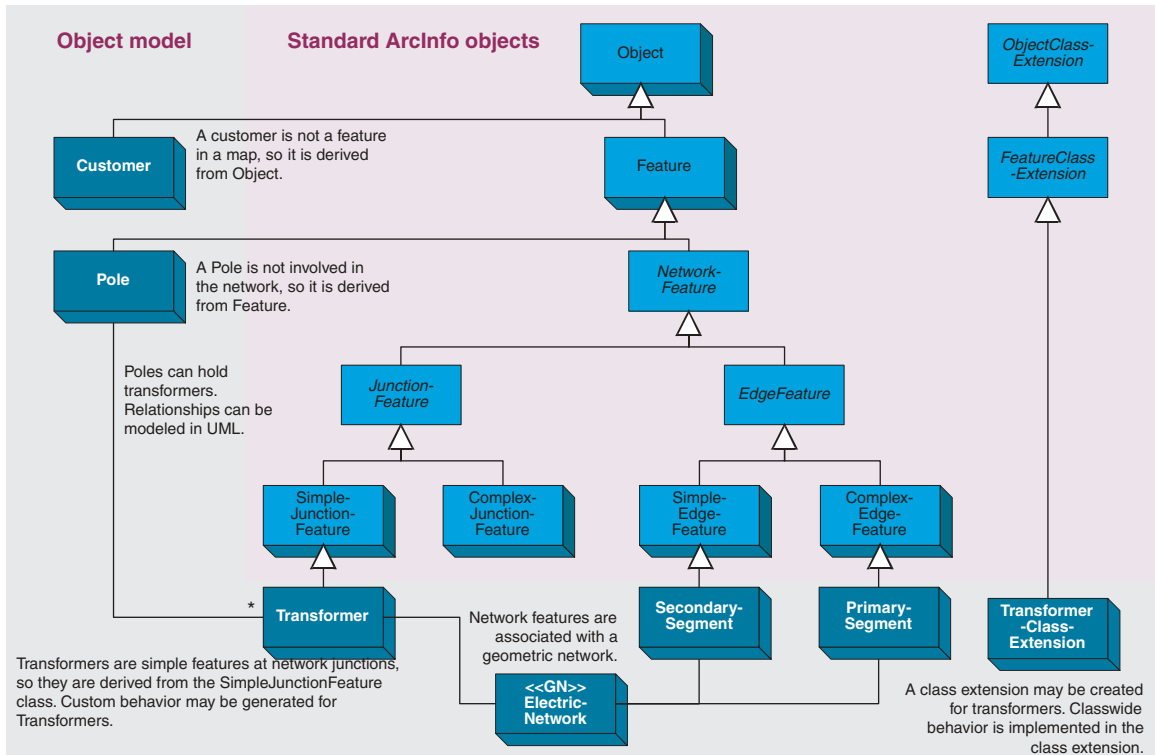 Object model
Standard ArcInfo objects
Object
ObjectClass-
Extension
Customer
A customer is not a feature
in a map, so it is derived
from Object.
Feature
FeatureClass
-Extension
Pole
A Pole is not involved in
the network, so it is derived
from Feature.
Network-
Feature
Poles can hold
transformers.
Relationships can be
modeled in UML.
Junction-
Feature
EdgeFeature
Simple-
Junction-
Feature
Complex-
Junction-
Feature
Simple-
Edge-
Feature
Complex-
Edge-
Feature
*
Transformer
Network features are
associated with a
geometric network.
Secondary-
Segment
Primary-
Segment
Transformer
-Class-
Extension
Transformers are simple features at network junctions,
so they are derived from the SimpleJunctionFeature
class. Custom behavior may be generated for
Transformers.
<<GN>>
Electric-
Network
A class extension may be created
for transformers. Classwide
behavior is implemented in the
class extension.